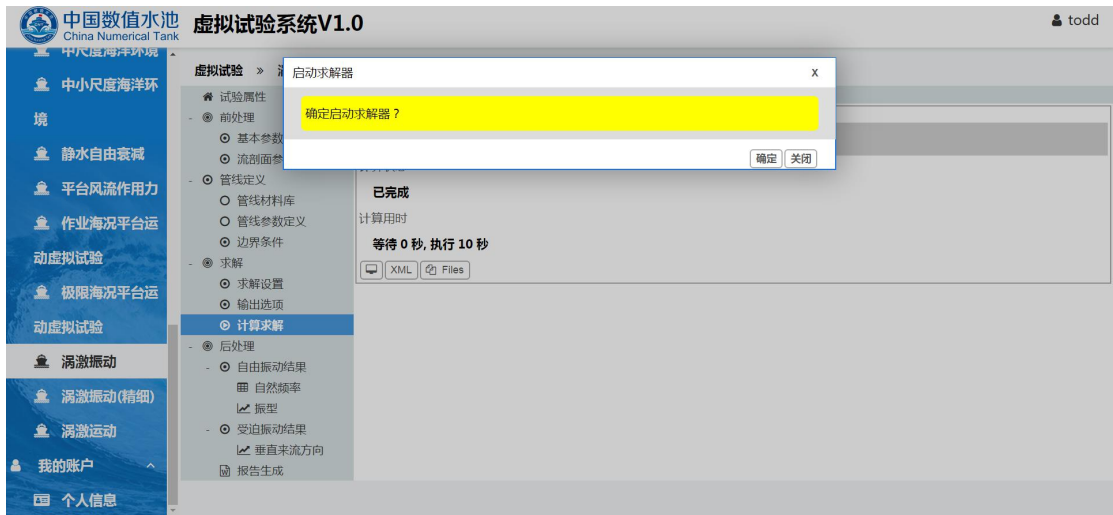 中国数值水池
China Numerical Tank
虚拟试验系统V1.0
todd
中尺度海洋环境
中小尺度海洋环
境
静水自由衰减
平台风流作用力
作业海况平台运
动虚拟试验
极限海况平台运
动虚拟试验
涡激振动
涡激振动(精细)
涡激运动
我的账户
个人信息
虚拟试验 »
试验属性
- 前处理
基本参数
流剖面参
- 管线定义
管线材料库
管线参数定义
边界条件
- 求解
求解设置
输出选项
计算求解
- 后处理
- 自由振动结果
自然频率
振型
- 受迫振动结果
垂直来流方向
报告生成
启动求解器
x
确定启动求解器？
确定
关闭
已完成
计算用时
等待 0 秒, 执行 10 秒
XML
Files